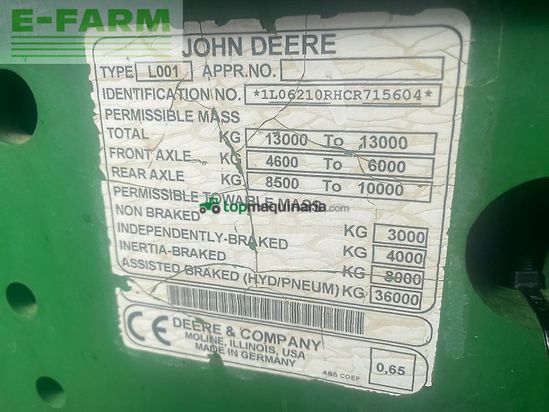 E-FARM
JOHN DEERE
TYPE L001 APPR.NO.
IDENTIFICATION NO. *1L06210RHCR715604*
PERMISSIBLE MASS
TOTAL KG 13000 To 13000
FRONT AXLE KG 4600 To 6000
REAR AXLE KG 8500 To 10000
PERMISSIBLE TOWABLE MASS
topmaquinaria.com
NON BRAKED KG 3000
INDEPENDENTLY-BRAKED KG 4000
INERTIA-BRAKED KG 8000
ASSISTED BRAKED (HYD/PNEUM) KG 36000
CE DEERE & COMPANY
MOLINE, ILLINOIS, USA
MADE IN GERMANY
ABS COEF 0,65